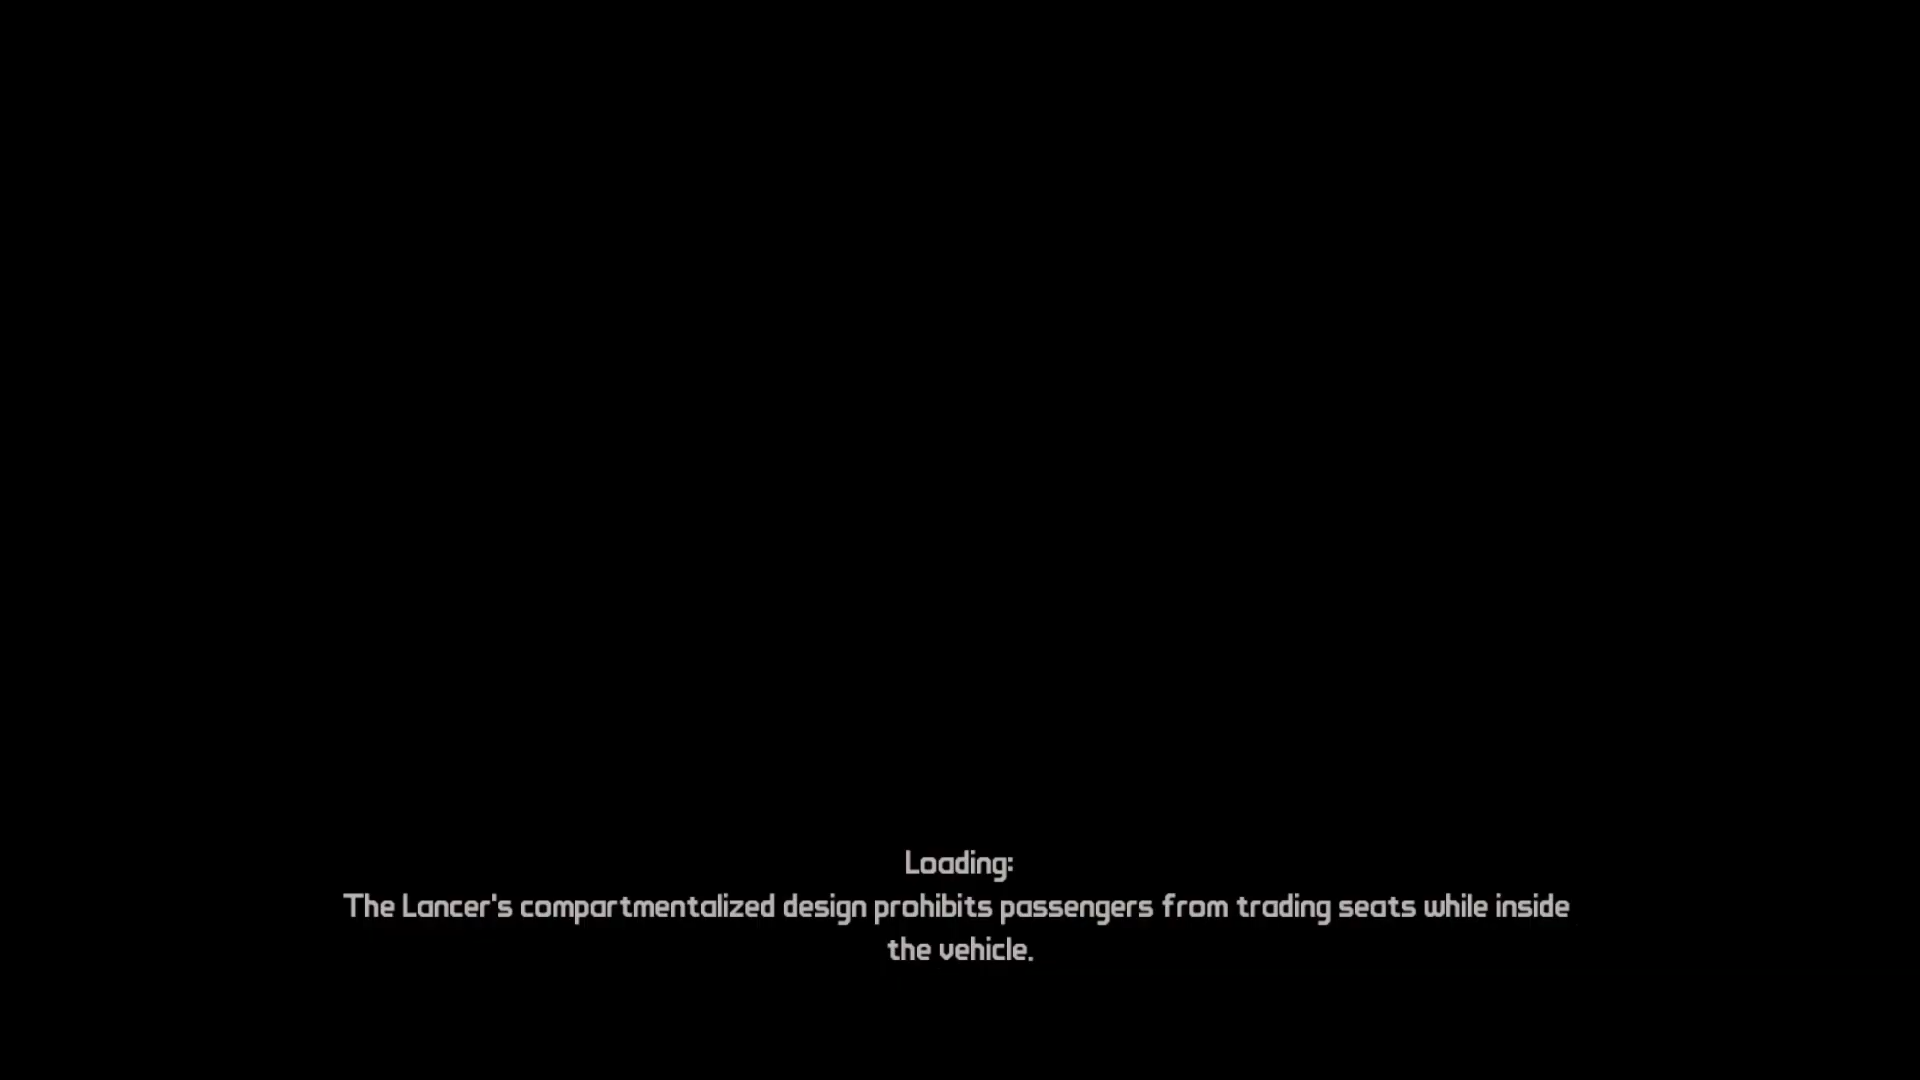 Loading:
The Lancer's compartmentalized design prohibits passengers from trading seats while inside
the vehicle.